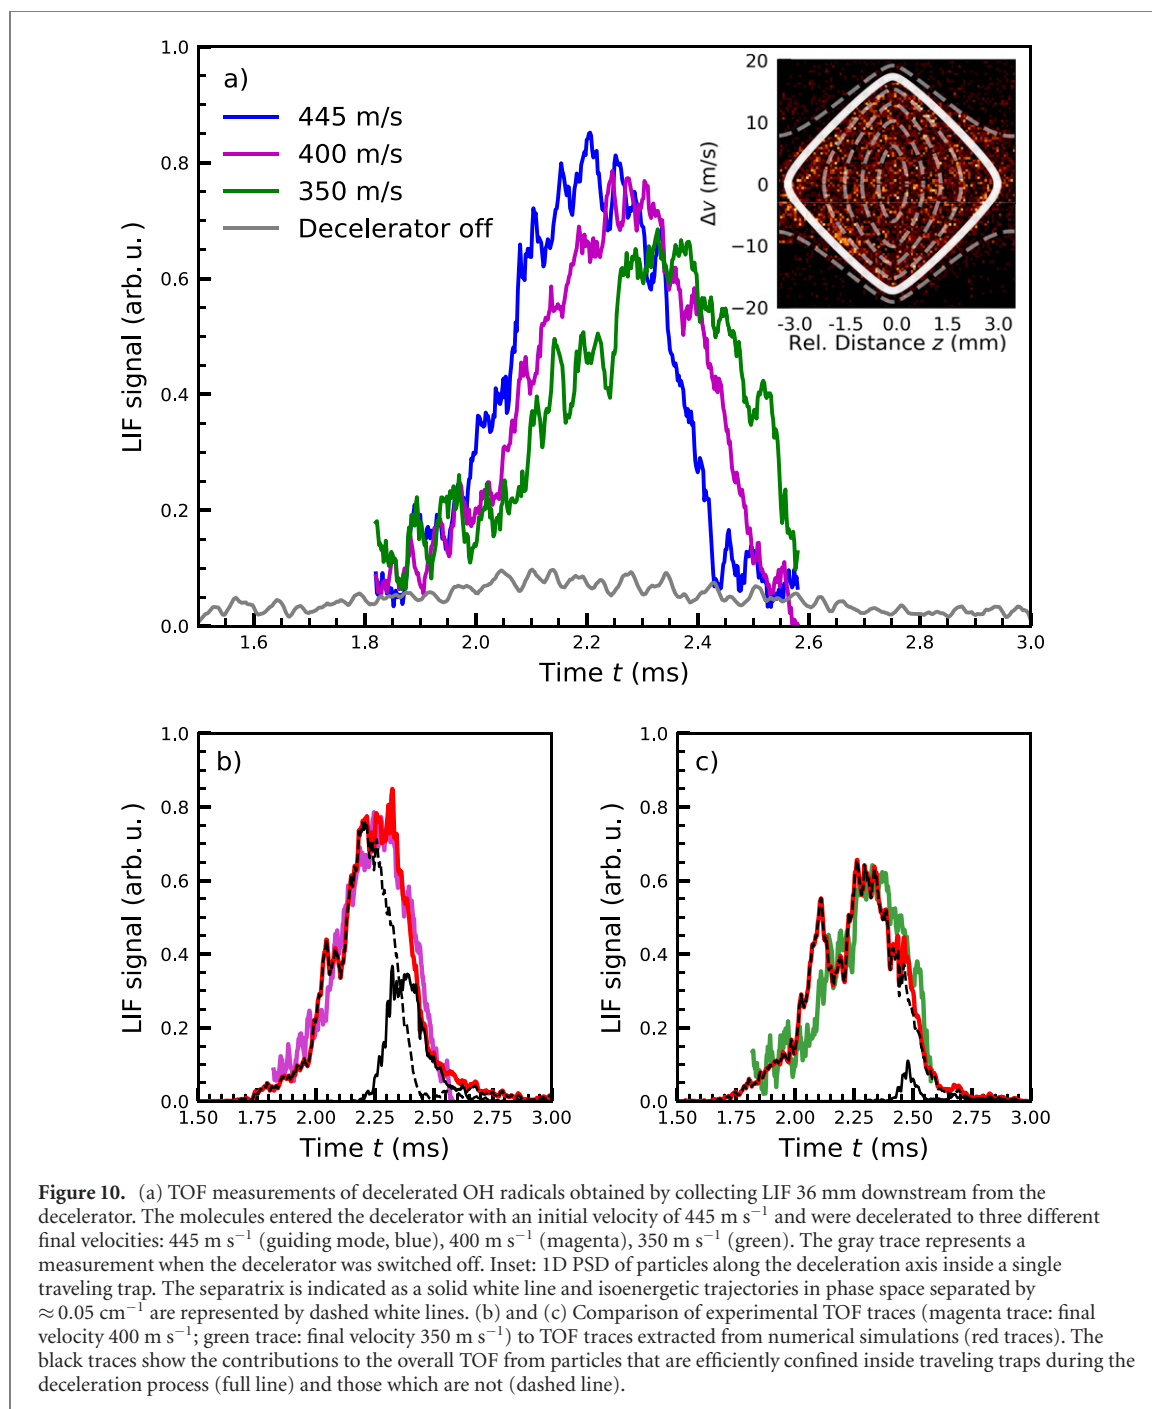 a)
445 m/s
400 m/s
350 m/s
Decelerator off
LIF signal (arb. u. )
1.0
0.8
0.6
0.4
0.2
0.0
1.6 1.8 2.0 2.2 2.4 2.6 2.8 3.0
Time t (ms)
Δv (m/s)
20
10
0
−10
−20
-3.0 -1.5 0.0 1.5 3.0
Rel. Distance z (mm)
b)
LIF signal (arb. u. )
1.0
0.8
0.6
0.4
0.2
0.0
1.50 1.75 2.00 2.25 2.50 2.75 3.00
Time t (ms)
c)
LIF signal (arb. u. )
1.0
0.8
0.6
0.4
0.2
0.0
1.50 1.75 2.00 2.25 2.50 2.75 3.00
Time t (ms)
Figure 10. (a) TOF measurements of decelerated OH radicals obtained by collecting LIF 36 mm downstream from the
decelerator. The molecules entered the decelerator with an initial velocity of 445 m s⁻¹ and were decelerated to three different
final velocities: 445 m s⁻¹ (guiding mode, blue), 400 m s⁻¹ (magenta), 350 m s⁻¹ (green). The gray trace represents a
measurement when the decelerator was switched off. Inset: 1D PSD of particles along the deceleration axis inside a single
traveling trap. The separatrix is indicated as a solid white line and isoenergetic trajectories in phase space separated by
≈ 0.05 cm⁻¹ are represented by dashed white lines. (b) and (c) Comparison of experimental TOF traces (magenta trace: final
velocity 400 m s⁻¹; green trace: final velocity 350 m s⁻¹) to TOF traces extracted from numerical simulations (red traces). The
black traces show the contributions to the overall TOF from particles that are efficiently confined inside traveling traps during the
deceleration process (full line) and those which are not (dashed line).